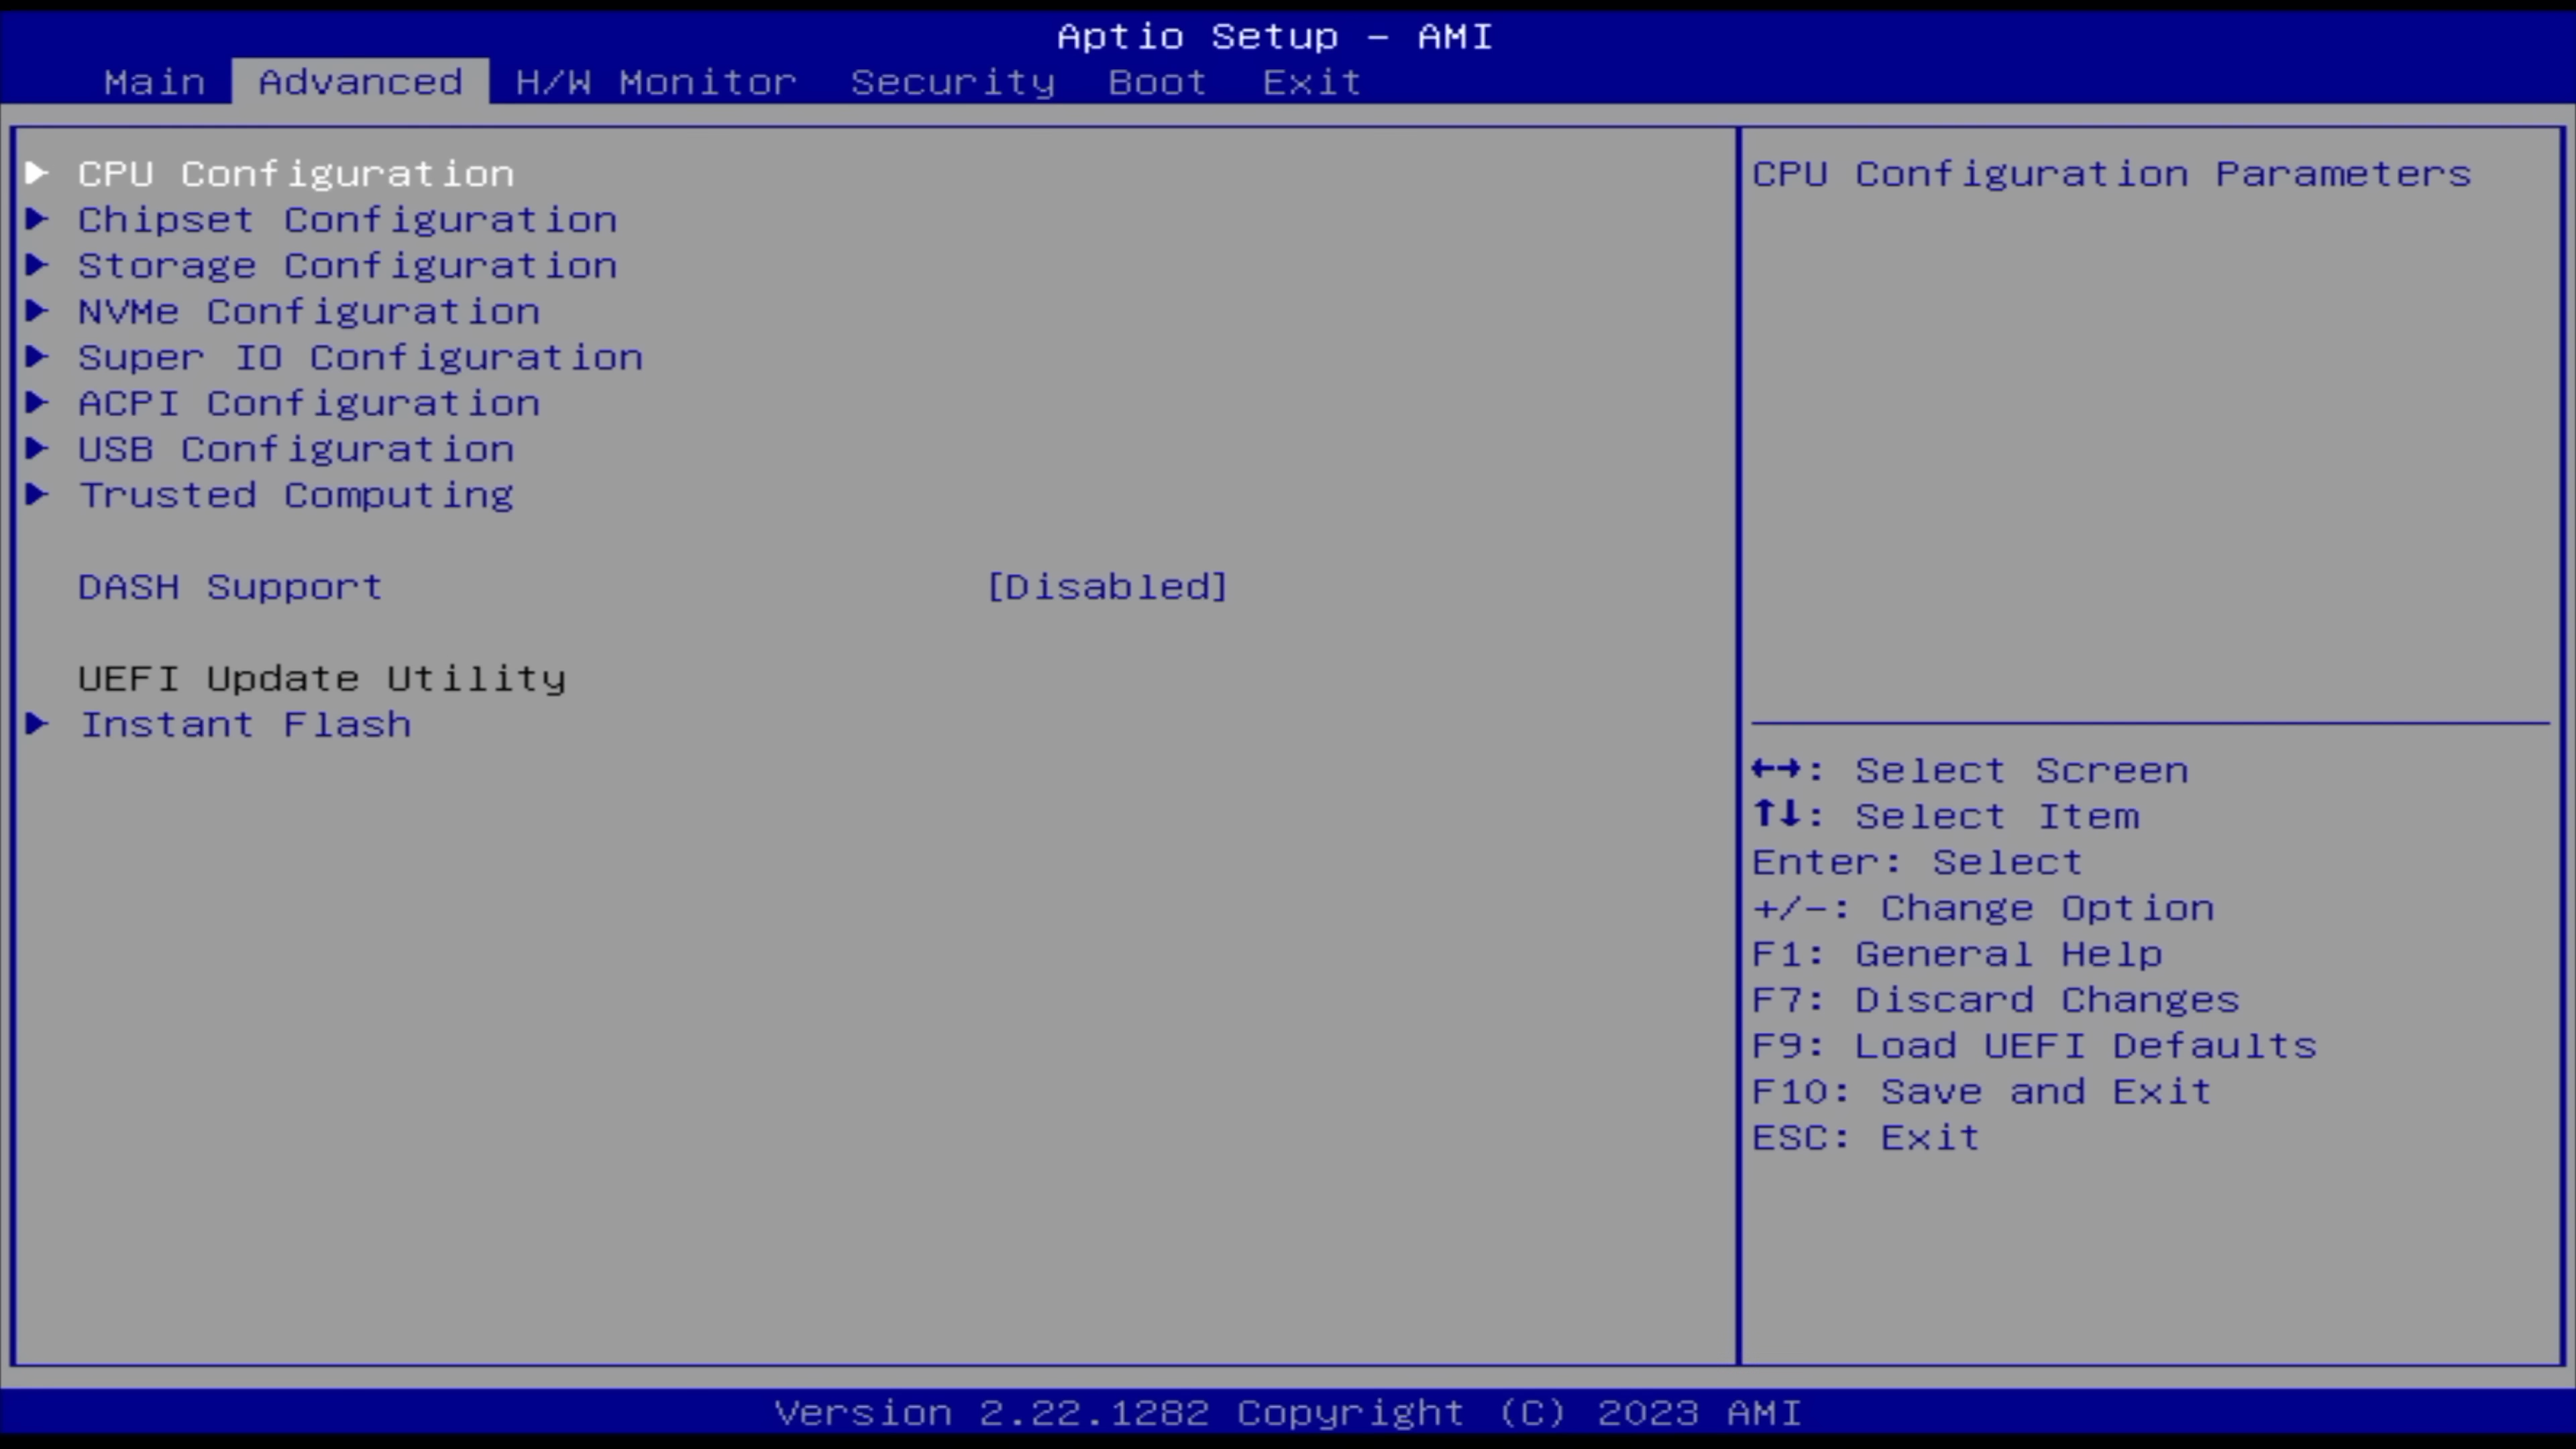 Aptio Setup - AMI
Main Advanced H/W Monitor Security Boot Exit
CPU Configuration
Chipset Configuration
Storage Configuration
NVMe Configuration
Super IO Configuration
ACPI Configuration
USB Configuration
Trusted Computing
DASH Support [Disabled]
UEFI Update Utility
Instant Flash
CPU Configuration Parameters
←→: Select Screen
↑↓: Select Item
Enter: Select
+/-: Change Option
F1: General Help
F7: Discard Changes
F9: Load UEFI Defaults
F10: Save and Exit
ESC: Exit
Version 2.22.1282 Copyright (C) 2023 AMI